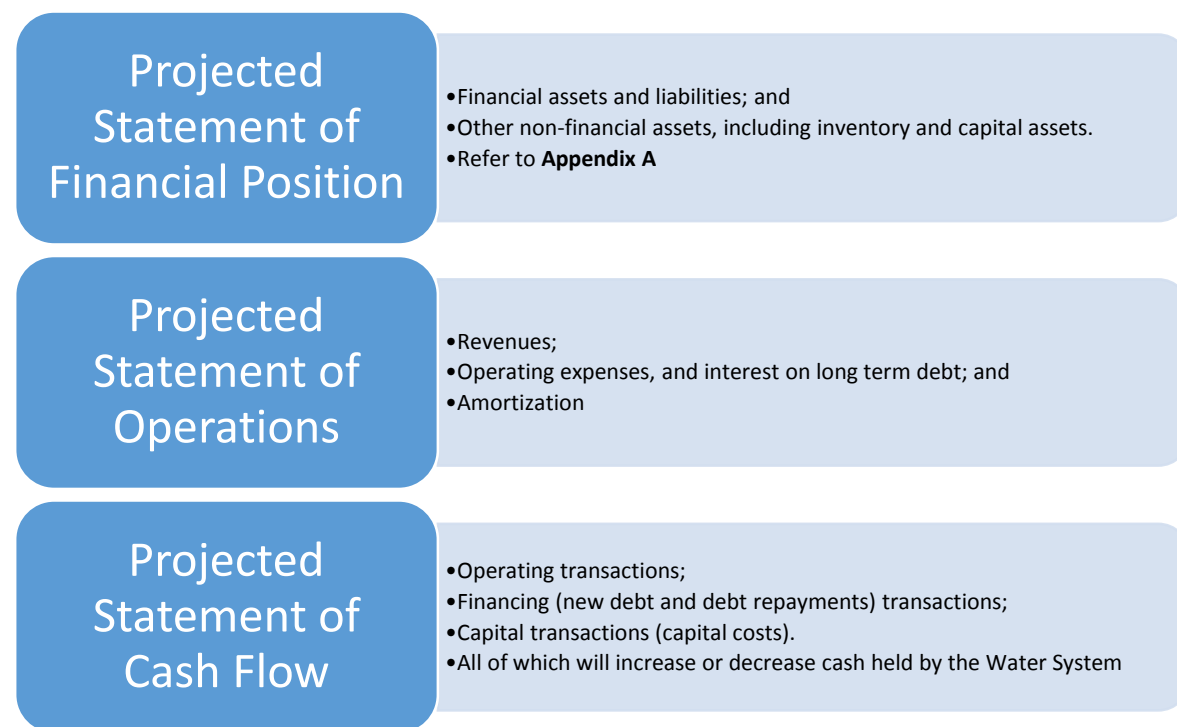 Projected
Statement of
Financial Position
•Financial assets and liabilities; and
•Other non-financial assets, including inventory and capital assets.
•Refer to Appendix A
Projected
Statement of
Operations
•Revenues;
•Operating expenses, and interest on long term debt; and
•Amortization
Projected
Statement of
Cash Flow
•Operating transactions;
•Financing (new debt and debt repayments) transactions;
•Capital transactions (capital costs).
•All of which will increase or decrease cash held by the Water System